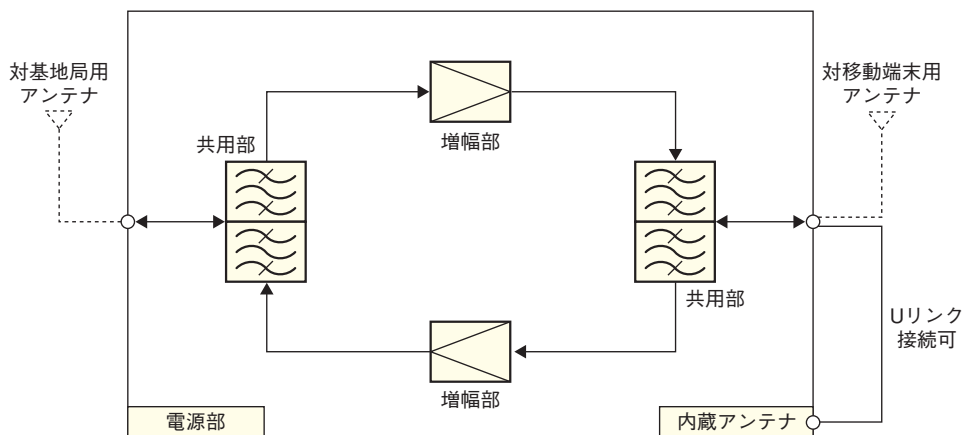 対基地局用
アンテナ
対移動端末用
アンテナ
増幅部
共用部
共用部
Uリンク
接続可
増幅部
電源部
内蔵アンテナ